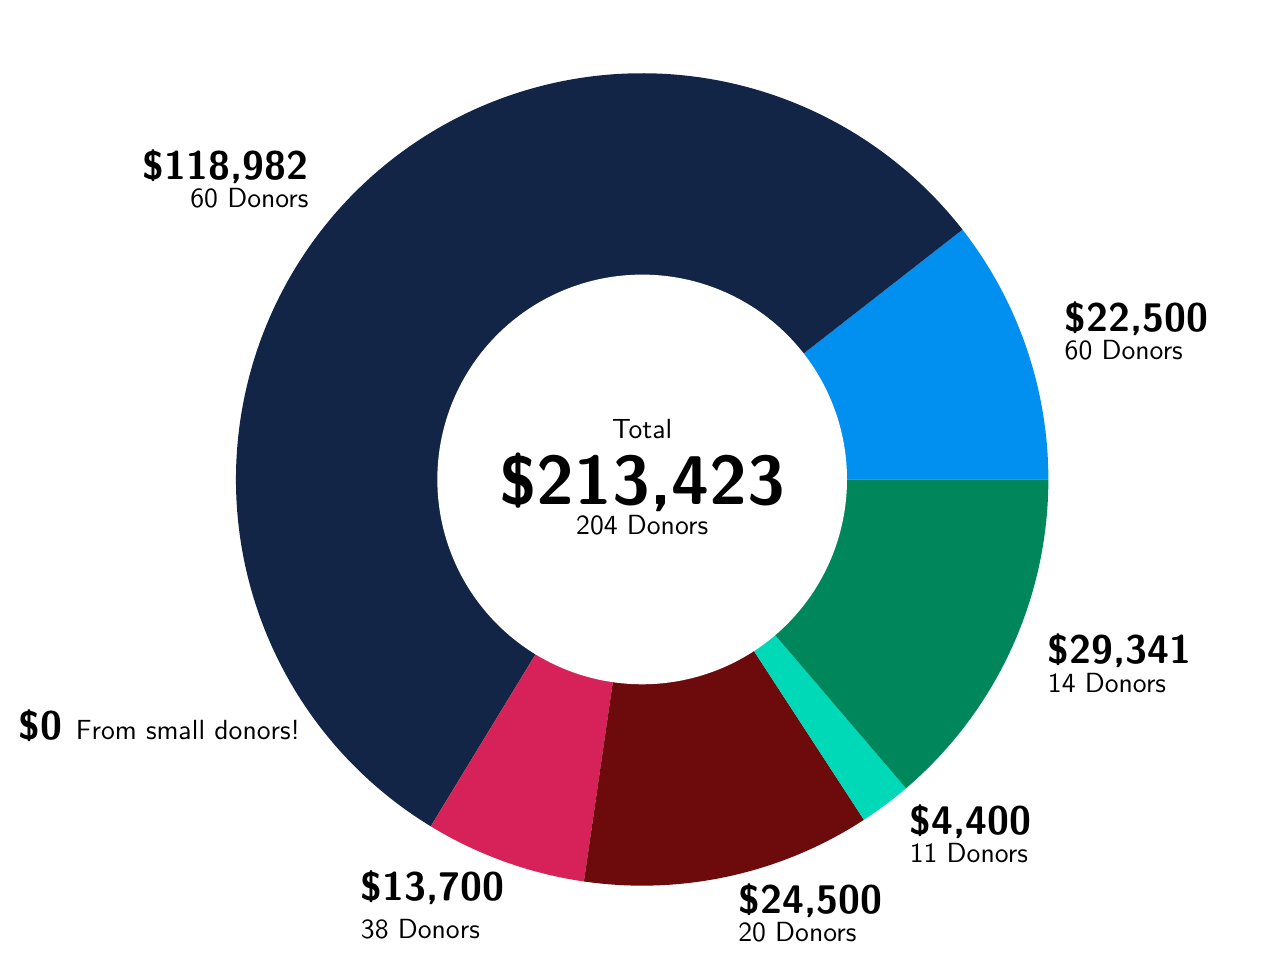 $118,982
60 Donors
$22,500
60 Donors
Total
$213,423
204 Donors
$29,341
14 Donors
$0 From small donors!
$4,400
11 Donors
$13,700
38 Donors
$24,500
20 Donors